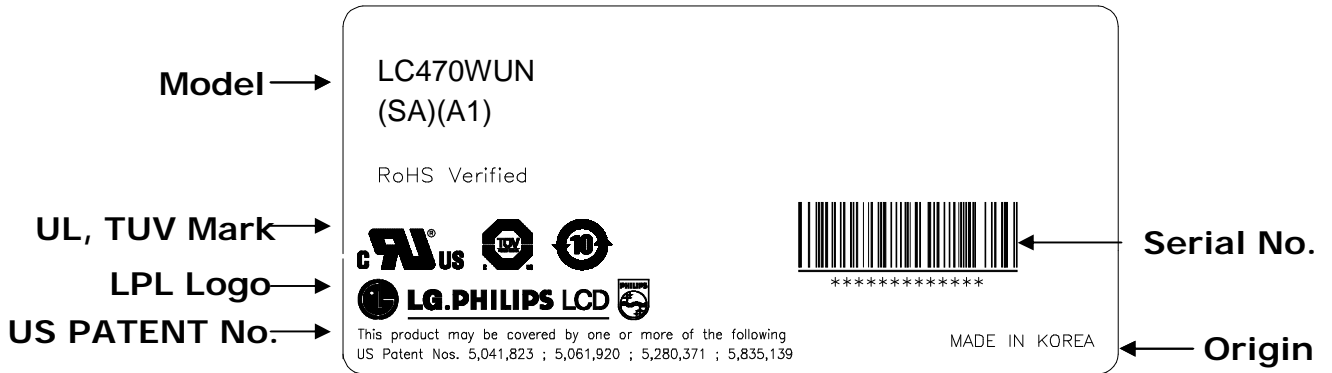 Model
LC470WUN
(SA)(A1)
RoHS Verified
UL, TUV Mark
C RU ® US TUV 10
Serial No.
*************
LPL Logo
LG.PHILIPS LCD PHILIPS
US PATENT No.
This product may be covered by one or more of the following
US Patent Nos. 5,041,823 ; 5,061,920 ; 5,280,371 ; 5,835,139
MADE IN KOREA
Origin